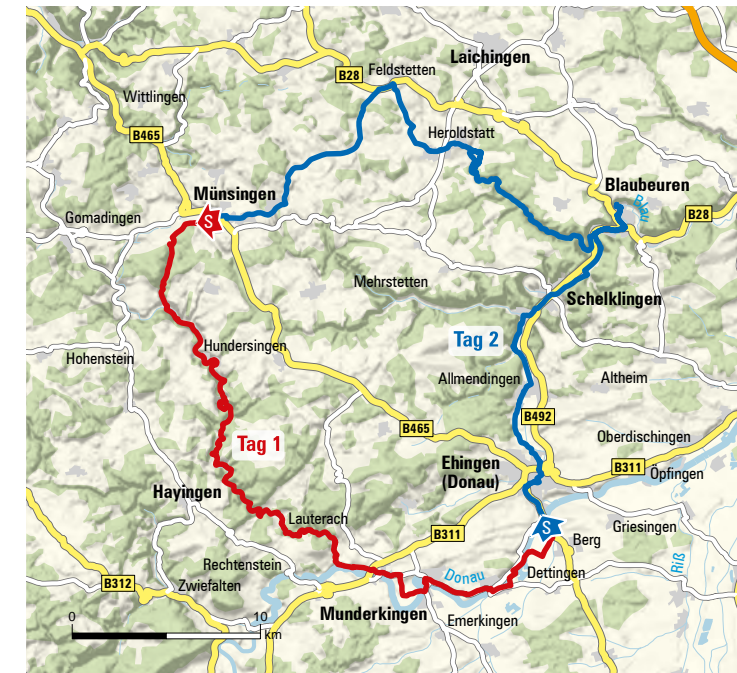 Laichingen
Feldstetten
B28
Wittlingen
B465
Heroldstatt
Münsingen
Blaubeuren
Blau
Gomadingen
S
B28
Mehrstetten
Schelklingen
Tag 2
Hundersingen
Hohenstein
Allmendingen
Altheim
B492
B465
Tag 1
Oberdischingen
Ehingen
(Donau)
B311
Öpfingen
Hayingen
Lauterach
S
Griesingen
B311
Berg
Rechtenstein
Donau
Dettingen
Riß
B312
Zwiefalten
Munderkingen
Emerkingen
0
10
km